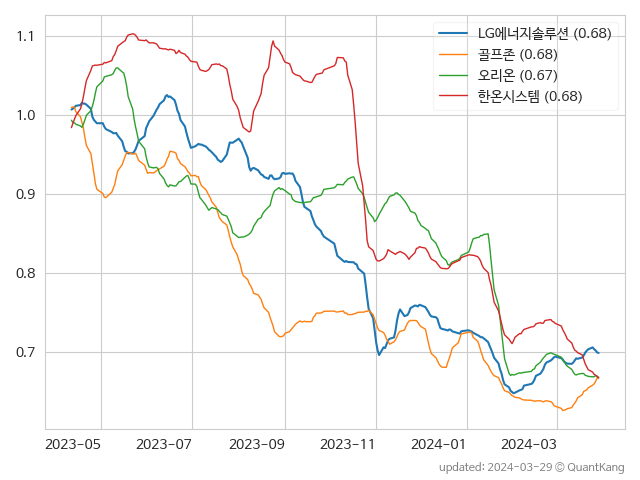 1.1
1.0
0.9
0.8
0.7
LG에너지솔루션 (0.68)
골프존 (0.68)
오리온 (0.67)
한온시스템 (0.68)
2023-05 2023-07 2023-09 2023-11 2024-01 2024-03
updated: 2024-03-29 © QuantKang